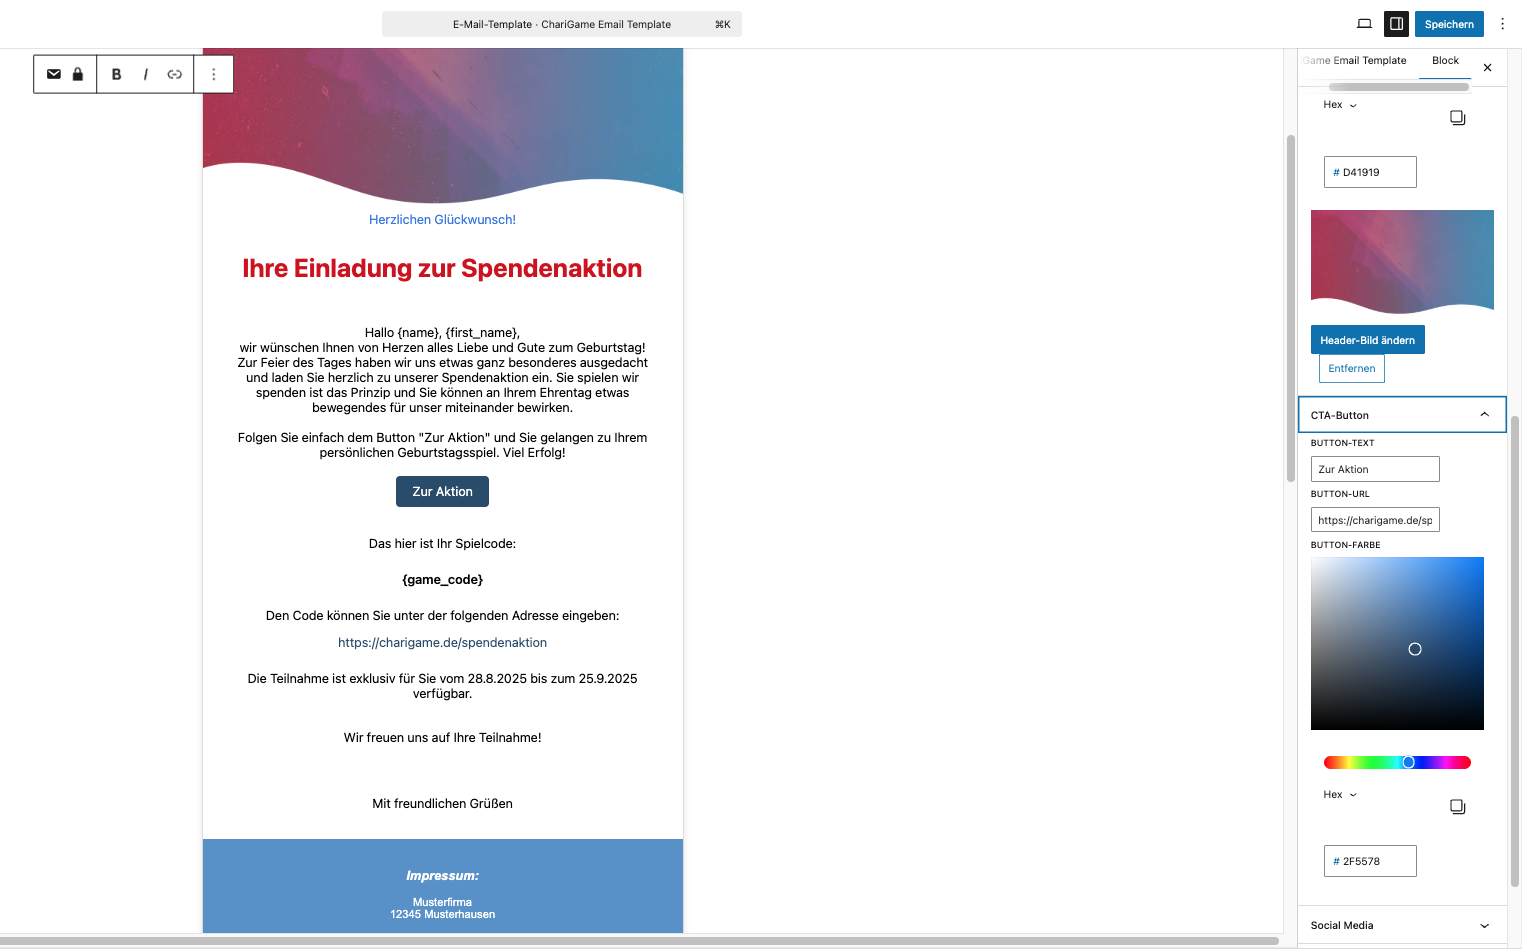 E-Mail-Template · ChariGame Email Template ⌘K
Speichern
B I
Game Email Template Block
Hex
# D41919
Header-Bild ändern
Entfernen
CTA-Button
BUTTON-TEXT
Zur Aktion
BUTTON-URL
https://charigame.de/sp
BUTTON-FARBE
Hex
# 2F5578
Social Media
Herzlichen Glückwunsch!
Ihre Einladung zur Spendenaktion
Hallo {name}, {first_name},
wir wünschen Ihnen von Herzen alles Liebe und Gute zum Geburtstag!
Zur Feier des Tages haben wir uns etwas ganz besonderes ausgedacht
und laden Sie herzlich zu unserer Spendenaktion ein. Sie spielen wir
spenden ist das Prinzip und Sie können an Ihrem Ehrentag etwas
bewegendes für unser miteinander bewirken.
Folgen Sie einfach dem Button "Zur Aktion" und Sie gelangen zu Ihrem
persönlichen Geburtstagsspiel. Viel Erfolg!
Zur Aktion
Das hier ist Ihr Spielcode:
{game_code}
Den Code können Sie unter der folgenden Adresse eingeben:
https://charigame.de/spendenaktion
Die Teilnahme ist exklusiv für Sie vom 28.8.2025 bis zum 25.9.2025
verfügbar.
Wir freuen uns auf Ihre Teilnahme!
Mit freundlichen Grüßen
Impressum:
Musterfirma
12345 Musterhausen